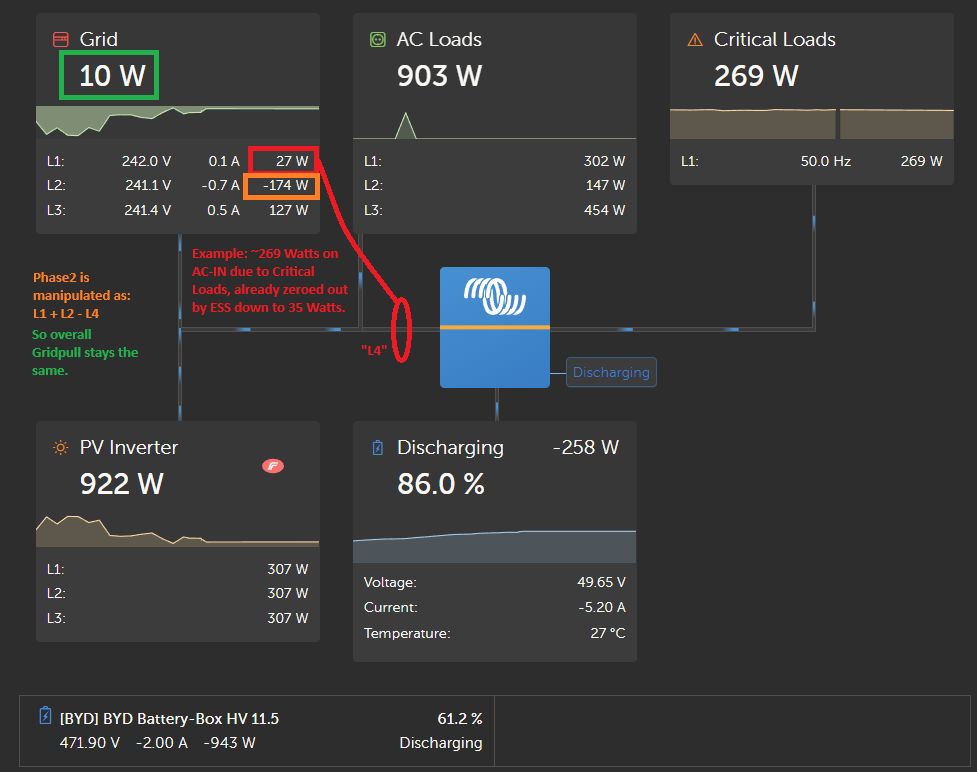 Grid
10 W
L1: 242.0 V 0.1 A 27 W
L2: 241.1 V -0.7 A -174 W
L3: 241.4 V 0.5 A 127 W
AC Loads
903 W
L1: 302 W
L2: 147 W
L3: 454 W
Critical Loads
269 W
L1: 50.0 Hz 269 W
Phase2 is
manipulated as:
L1 + L2 - L4
So overall
Gridpull stays the
same.
Example: ~269 Watts on
AC-IN due to Critical
Loads, already zeroed out
by ESS down to 35 Watts.
"L4"
Discharging
PV Inverter
922 W
L1: 307 W
L2: 307 W
L3: 307 W
Discharging -258 W
86.0 %
Voltage: 49.65 V
Current: -5.20 A
Temperature: 27 °C
[BYD] BYD Battery-Box HV 11.5 61.2 %
471.90 V -2.00 A -943 W Discharging